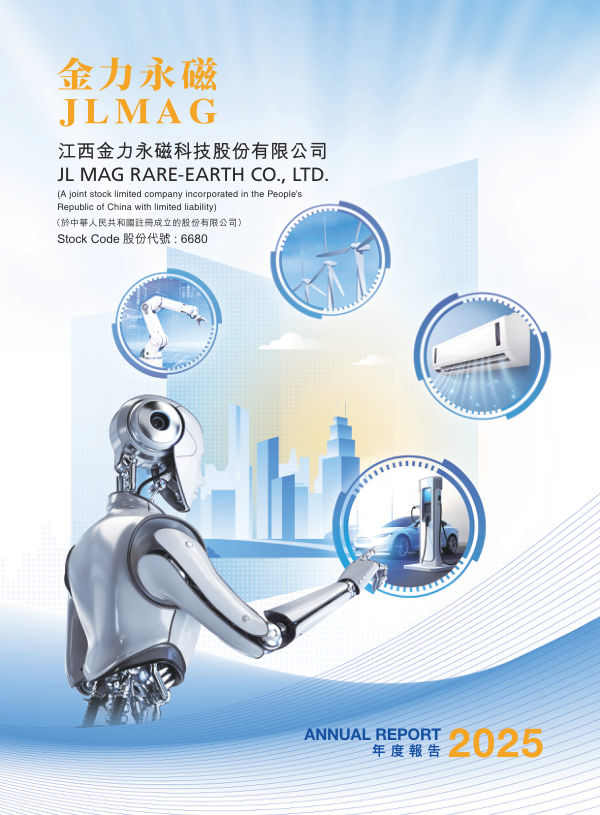 金力永磁
JLMAG
江西金力永磁科技股份有限公司
JL MAG RARE-EARTH CO., LTD.
(A joint stock limited company incorporated in the People's
Republic of China with limited liability)
(於中華人民共和國註冊成立的股份有限公司)
Stock Code 股份代號 : 6680
ANNUAL REPORT
年度報告
2025